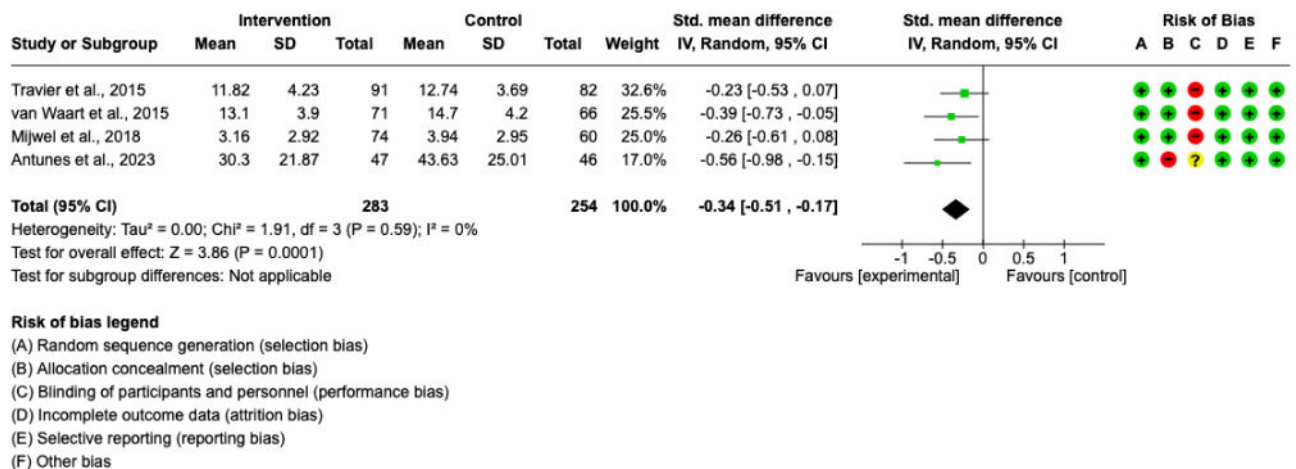 Intervention Control Std. mean difference Std. mean difference Risk of Bias
Study or Subgroup Mean SD Total Mean SD Total Weight IV, Random, 95% CI IV, Random, 95% CI A B C D E F
Travier et al., 2015 11.82 4.23 91 12.74 3.69 82 32.6% -0.23 [-0.53 , 0.07] + + - + + +
van Waart et al., 2015 13.1 3.9 71 14.7 4.2 66 25.5% -0.39 [-0.73 , -0.05] + + - + + +
Mijwel et al., 2018 3.16 2.92 74 3.94 2.95 60 25.0% -0.26 [-0.61 , 0.08] + + - + + +
Antunes et al., 2023 30.3 21.87 47 43.63 25.01 46 17.0% -0.56 [-0.98 , -0.15] + - ? + + +
Total (95% CI) 283 254 100.0% -0.34 [-0.51 , -0.17]
Heterogeneity: Tau² = 0.00; Chi² = 1.91, df = 3 (P = 0.59); I² = 0%
Test for overall effect: Z = 3.86 (P = 0.0001) -1 -0.5 0 0.5 1
Test for subgroup differences: Not applicable Favours [experimental] Favours [control]
Risk of bias legend
(A) Random sequence generation (selection bias)
(B) Allocation concealment (selection bias)
(C) Blinding of participants and personnel (performance bias)
(D) Incomplete outcome data (attrition bias)
(E) Selective reporting (reporting bias)
(F) Other bias